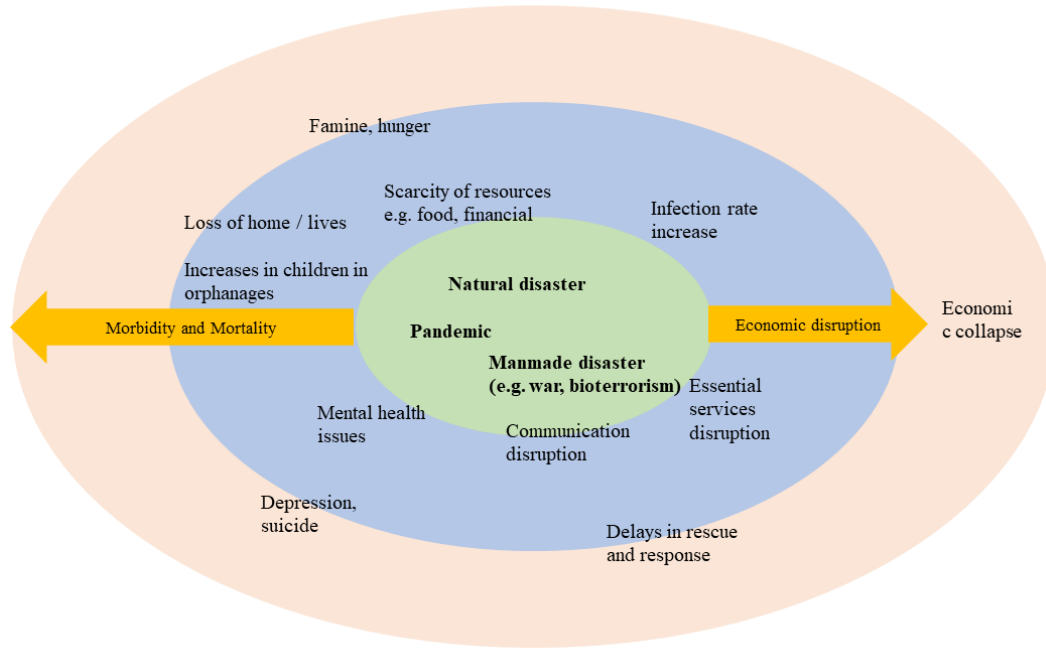 Famine, hunger
Scarcity of resources
e.g. food, financial
Infection rate
increase
Loss of home / lives
Increases in children in
orphanages
Natural disaster
Economi
c collapse
Morbidity and Mortality
Pandemic
Economic disruption
Manmade disaster
(e.g. war, bioterrorism)
Essential
services
disruption
Mental health
issues
Communication
disruption
Depression,
suicide
Delays in rescue
and response